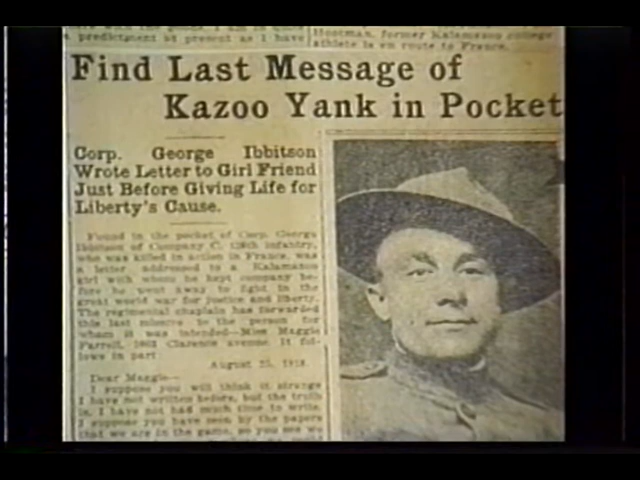 a predictment at present as I have
Hootman, former Kalamazoo college
athlete is en route to France.
Find Last Message of
Kazoo Yank in Pocket
Corp. George Ibbitson
Wrote Letter to Girl Friend
Just Before Giving Life for
Liberty's Cause.
Found in the pocket of Corp. George
Ibbitson of Company C, 126th infantry,
who was killed in action in France, was
a letter addressed to a Kalamazoo
girl with whom he kept company be-
fore he went away to fight in the
great world war for justice and liberty.
The regimental chaplain has forwarded
this last missive to the person for
whom it was intended—Miss Maggie
Farrell, Clarence avenue. It fol-
lows in part
August 25, 1918.
Dear Maggie—
I suppose you will think it strange
I have not written before, but the truth
is, I have not had much time to write.
I suppose you have seen by the papers
that we are in the game, so you see we